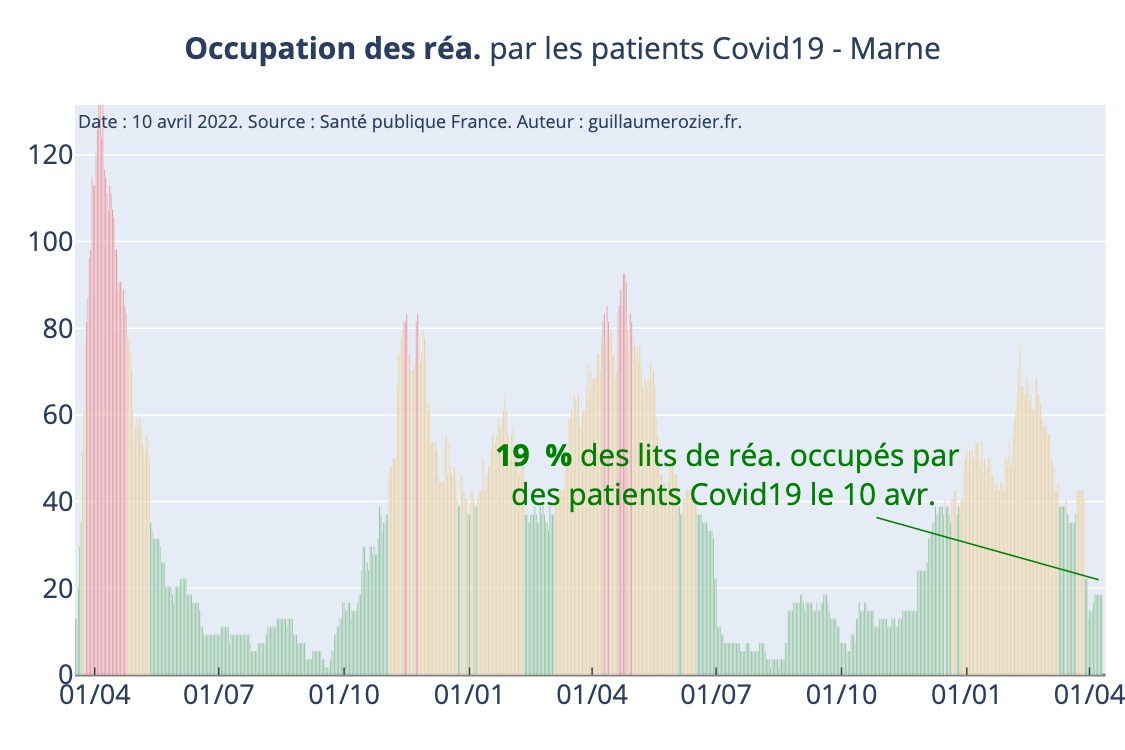 Occupation des réa. par les patients Covid19 - Marne
Date : 10 avril 2022. Source : Santé publique France. Auteur : guillaumerozier.fr.
120
100
80
60
19 % des lits de réa. occupés par
des patients Covid19 le 10 avr.
40
20
0
01/04 01/07 01/10 01/01 01/04 01/07 01/10 01/01 01/04